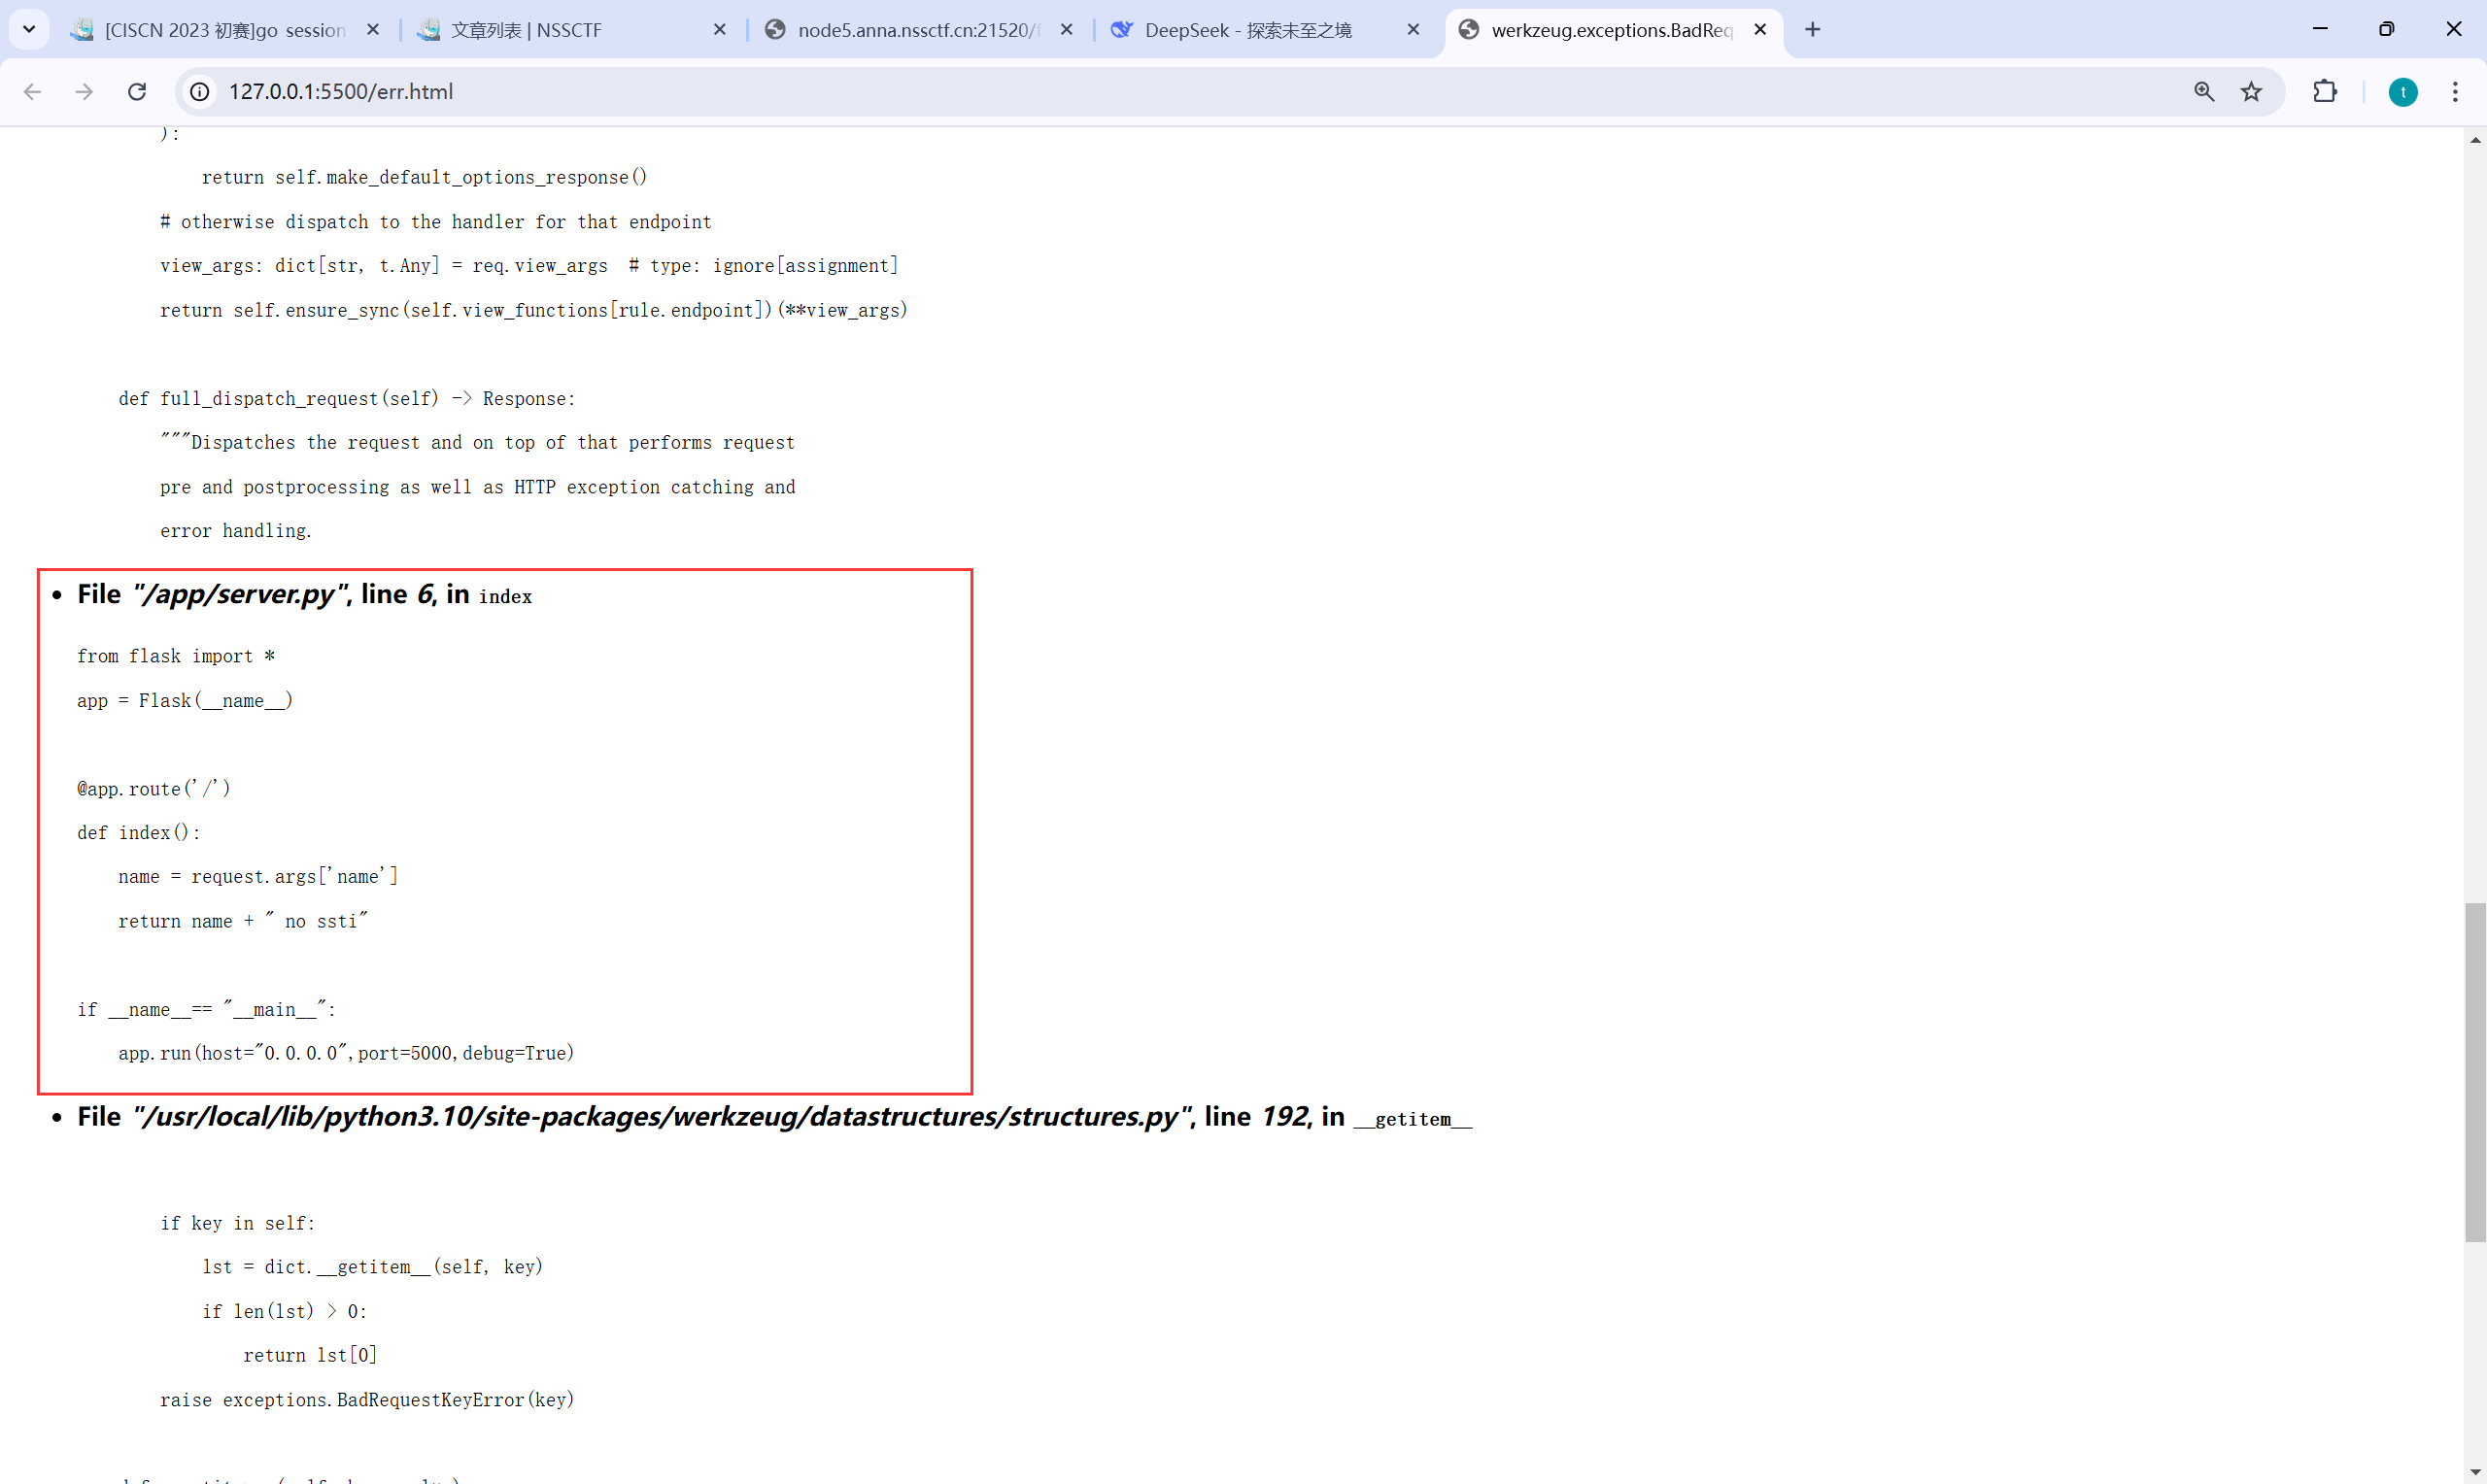 [CISCN 2023 初赛]go_session
文章列表 | NSSCTF
node5.anna.nssctf.cn:21520/f
DeepSeek - 探索未至之境
werkzeug.exceptions.BadReq
127.0.0.1:5500/err.html
t
):
return self.make_default_options_response()
# otherwise dispatch to the handler for that endpoint
view_args: dict[str, t.Any] = req.view_args  # type: ignore[assignment]
return self.ensure_sync(self.view_functions[rule.endpoint])(**view_args)
def full_dispatch_request(self) -> Response:
"""Dispatches the request and on top of that performs request
pre and postprocessing as well as HTTP exception catching and
error handling.
• File "/app/server.py", line 6, in index
from flask import *
app = Flask(__name__)
@app.route('/')
def index():
name = request.args['name']
return name + " no ssti"
if __name__== "__main__":
app.run(host="0.0.0.0",port=5000,debug=True)
• File "/usr/local/lib/python3.10/site-packages/werkzeug/datastructures/structures.py", line 192, in __getitem__
if key in self:
lst = dict.__getitem__(self, key)
if len(lst) > 0:
return lst[0]
raise exceptions.BadRequestKeyError(key)